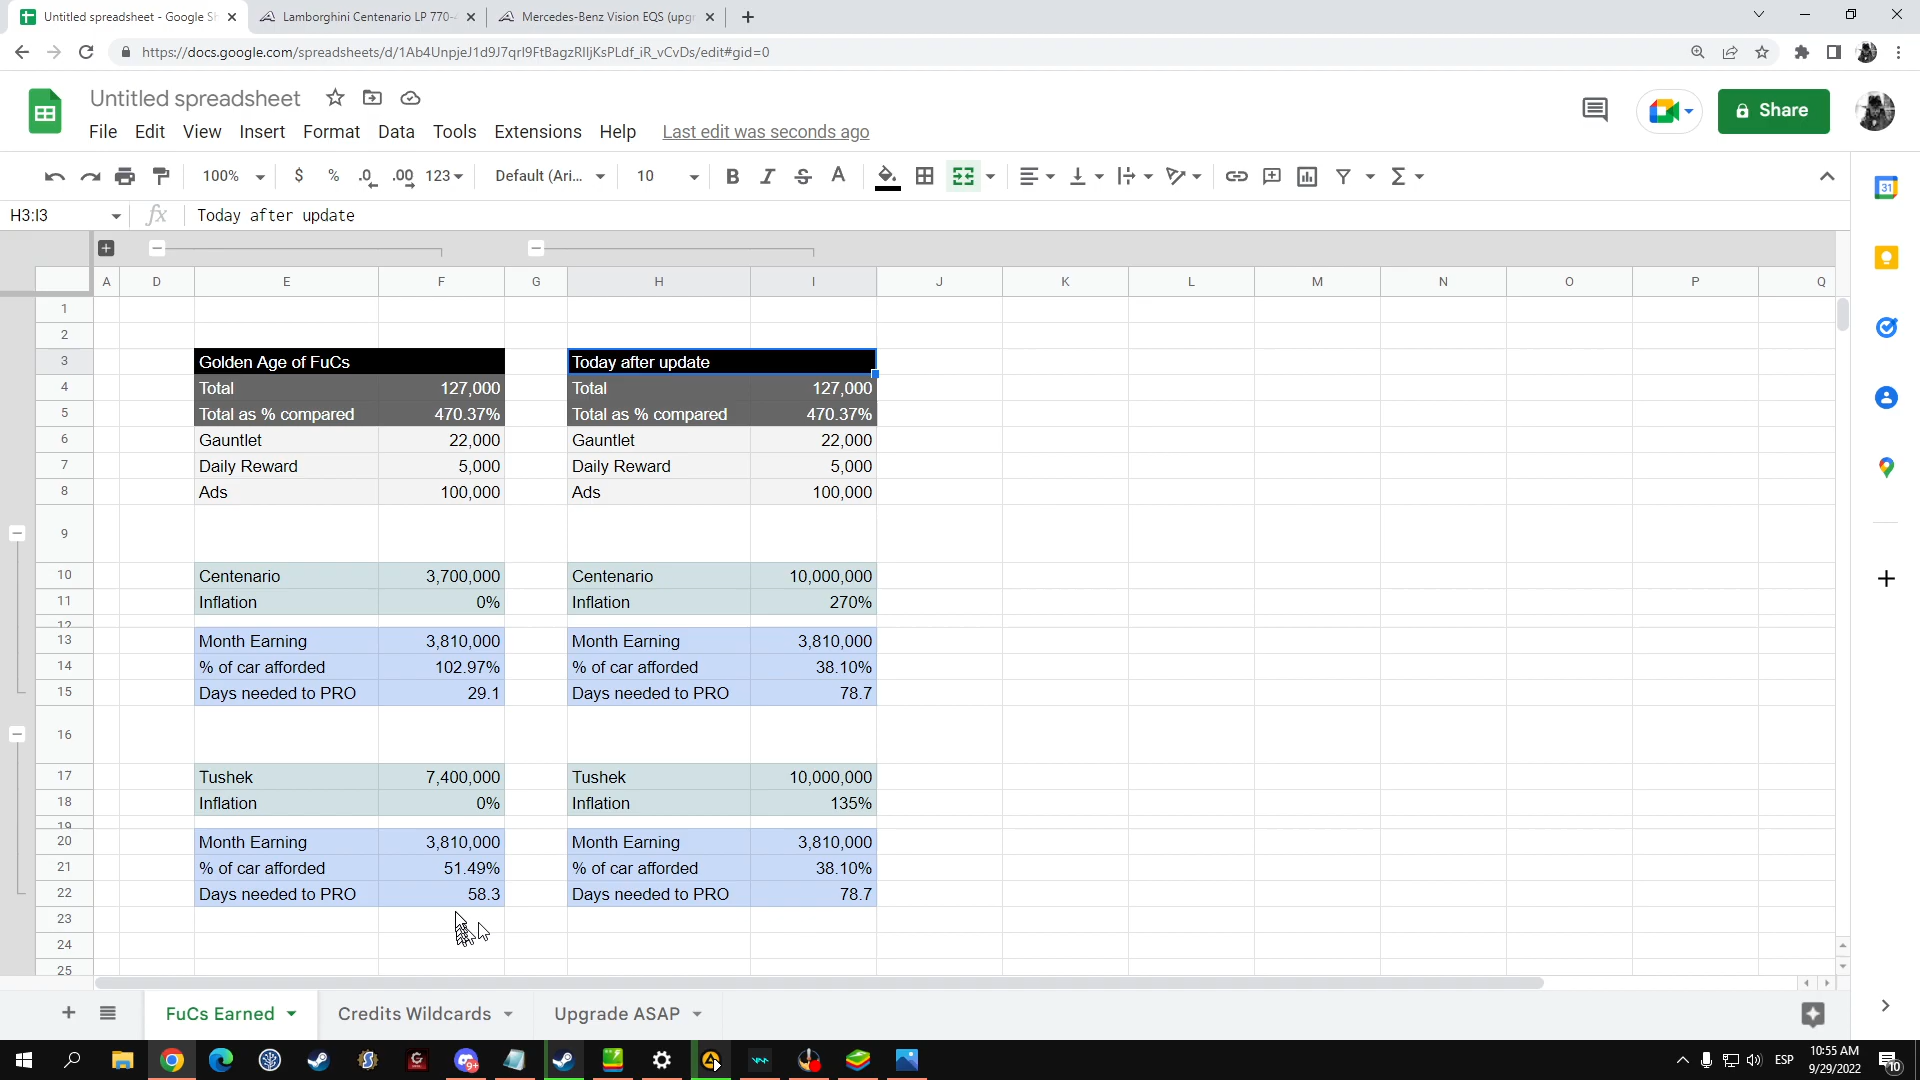 Untitled spreadsheet - Google Sh
Lamborghini Centenario LP 770-4
Mercedes-Benz Vision EQS (upgr
https://docs.google.com/spreadsheets/d/1Ab4UnpjeJ1d9J7qrI9FtBagzRlIjKsPLdf_iR_vCvDs/edit#gid=0
Untitled spreadsheet
File Edit View Insert Format Data Tools Extensions Help Last edit was seconds ago
Share
100% $ % .0 .00 123 Default (Ari... 10 B I S A
H3:I3 fx Today after update
A D E F G H I J K L M N O P Q
1
2
3 Golden Age of FuCs Today after update
4 Total 127,000 Total 127,000
5 Total as % compared 470.37% Total as % compared 470.37%
6 Gauntlet 22,000 Gauntlet 22,000
7 Daily Reward 5,000 Daily Reward 5,000
8 Ads 100,000 Ads 100,000
9
10 Centenario 3,700,000 Centenario 10,000,000
11 Inflation 0% Inflation 270%
12
13 Month Earning 3,810,000 Month Earning 3,810,000
14 % of car afforded 102.97% % of car afforded 38.10%
15 Days needed to PRO 29.1 Days needed to PRO 78.7
16
17 Tushek 7,400,000 Tushek 10,000,000
18 Inflation 0% Inflation 135%
19
20 Month Earning 3,810,000 Month Earning 3,810,000
21 % of car afforded 51.49% % of car afforded 38.10%
22 Days needed to PRO 58.3 Days needed to PRO 78.7
23
24
25
FuCs Earned Credits Wildcards Upgrade ASAP
31
9+
ESP
10:55 AM
9/29/2022
10